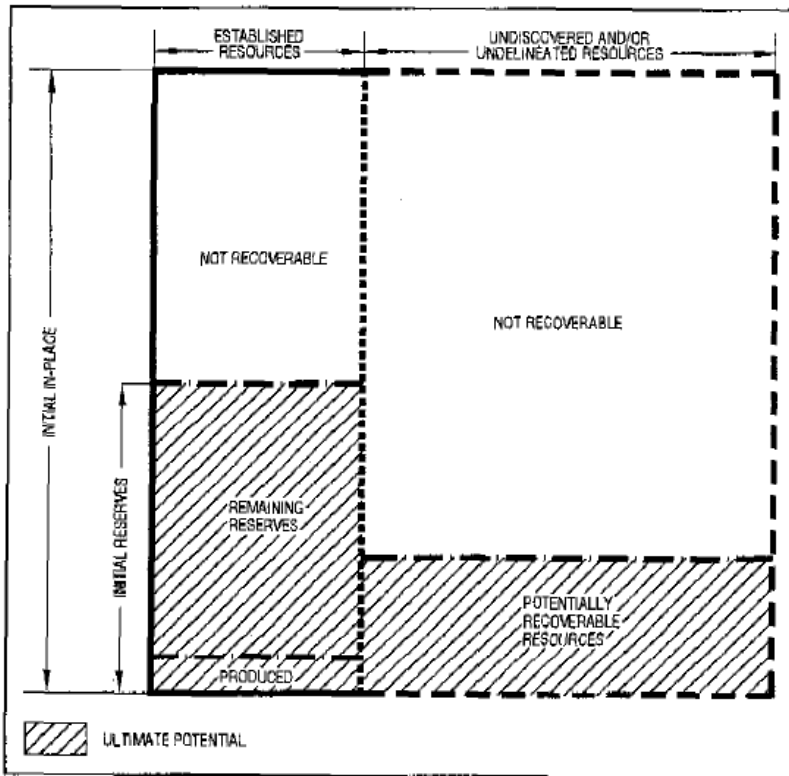 ESTABLISHED
RESOURCES
UNDISCOVERED AND/OR
UNDELINEATED RESOURCES
NOT RECOVERABLE
NOT RECOVERABLE
INITIAL IN-PLACE
INITIAL RESERVES
REMAINING
RESERVES
POTENTIALLY
RECOVERABLE
RESOURCES
PRODUCED
ULTIMATE POTENTIAL